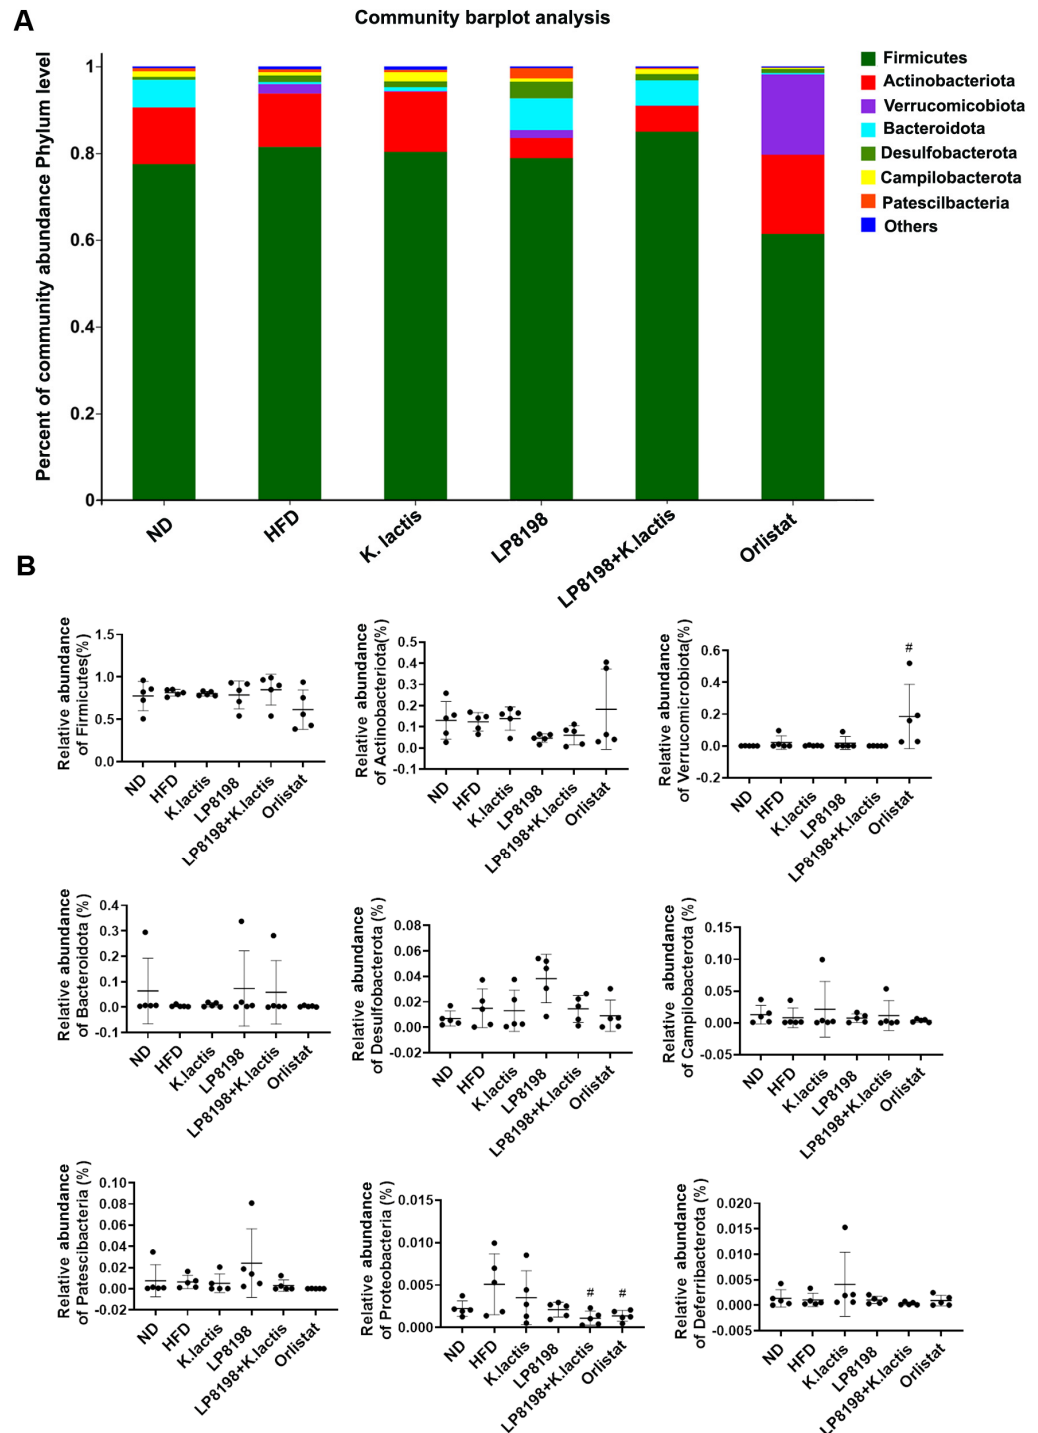 A
Community barplot analysis
Percent of community abundance Phylum level
1
0.8
0.6
0.4
0.2
0
ND
HFD
K. lactis
LP8198
LP8198+K.lactis
Orlistat
Firmicutes
Actinobacteriota
Verrucomicobiota
Bacteroidota
Desulfobacterota
Campilobacterota
Patescilbacteria
Others
B
Relative abundance
of Firmicutes(%)
1.5
1.0
0.5
0.0
ND
HFD
K.lactis
LP8198
LP8198+K.lactis
Orlistat
Relative abundance
of Actinobacteriota(%)
0.5
0.4
0.3
0.2
0.1
0.0
-0.1
ND
HFD
K.lactis
LP8198
LP8198+K.lactis
Orlistat
Relative abundance
of Verrucomicrobiota(%)
0.6
0.4
0.2
0.0
-0.2
#
ND
HFD
K.lactis
LP8198
LP8198+K.lactis
Orlistat
Relative abundance
of Bacteroidota (%)
0.4
0.3
0.2
0.1
0.0
-0.1
ND
HFD
K.lactis
LP8198
LP8198+K.lactis
Orlistat
Relative abundance
of Desulfobacterota (%)
0.08
0.06
0.04
0.02
0.00
-0.02
ND
HFD
K.lactis
LP8198
LP8198+K.lactis
Orlistat
Relative abundance
of Campilobacterota (%)
0.15
0.10
0.05
0.00
-0.05
ND
HFD
K.lactis
LP8198
LP8198+K.lactis
Orlistat
Relative abundance
of Patescibacteria (%)
0.10
0.08
0.06
0.04
0.02
0.00
-0.02
ND
HFD
K.lactis
LP8198
LP8198+K.lactis
Orlistat
Relative abundance
of Proteobacteria (%)
0.015
0.010
0.005
0.000
#
#
ND
HFD
K.lactis
LP8198
LP8198+K.lactis
Orlistat
Relative abundance
of Deferribacterota (%)
0.020
0.015
0.010
0.005
0.000
-0.005
ND
HFD
K.lactis
LP8198
LP8198+K.lactis
Orlistat